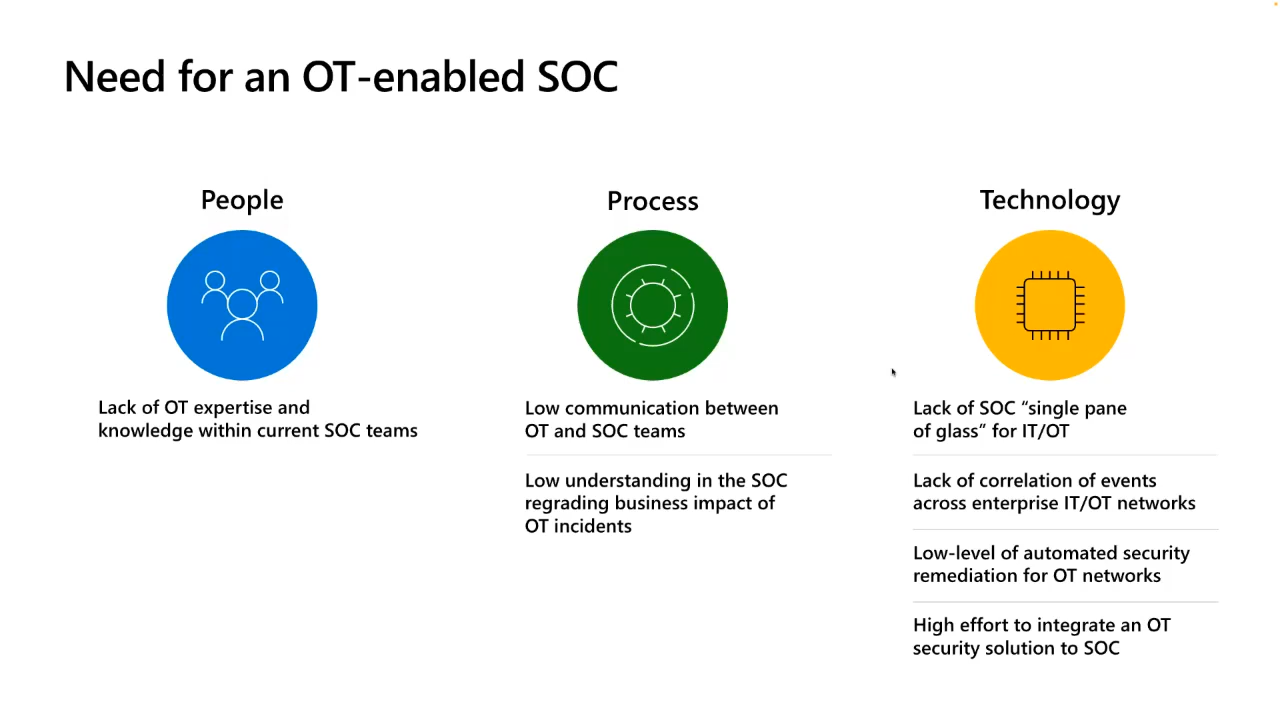 Need for an OT-enabled SOC
People
Lack of OT expertise and
knowledge within current SOC teams
Process
Low communication between
OT and SOC teams
Low understanding in the SOC
regrading business impact of
OT incidents
Technology
Lack of SOC “single pane
of glass” for IT/OT
Lack of correlation of events
across enterprise IT/OT networks
Low-level of automated security
remediation for OT networks
High effort to integrate an OT
security solution to SOC